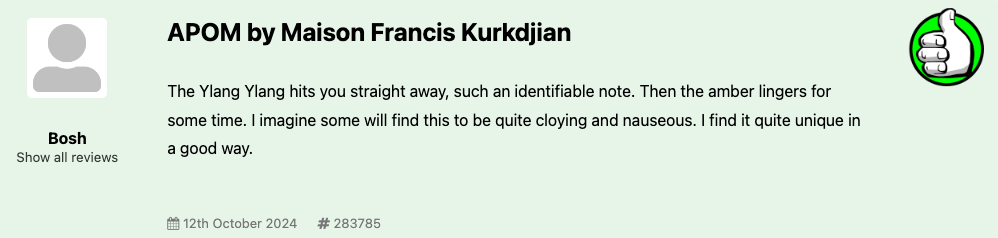 APOM by Maison Francis Kurkdjian
The Ylang Ylang hits you straight away, such an identifiable note. Then the amber lingers for
some time. I imagine some will find this to be quite cloying and nauseous. I find it quite unique in
a good way.
Bosh
Show all reviews
12th October 2024 # 283785